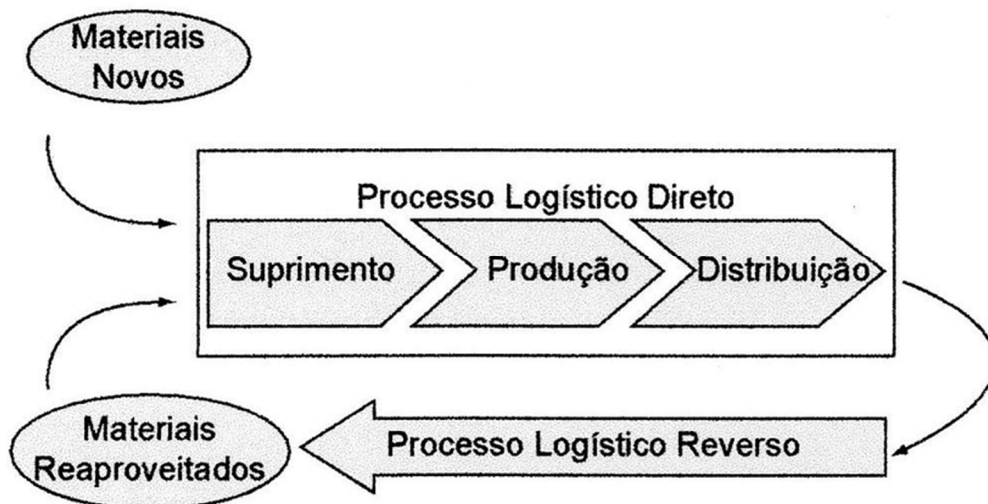 Materiais
Novos
Processo Logístico Direto
Suprimento
Produção
Distribuição
Materiais
Reaproveitados
Processo Logístico Reverso